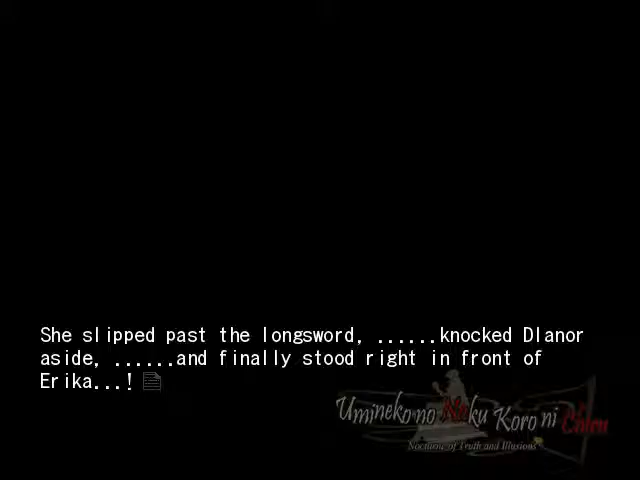 She slipped past the longsword, ......knocked Dlanor
aside, ......and finally stood right in front of
Erika...!
Umineko no Naku Koro ni Chiru
Nocturne of Truth and Illusions